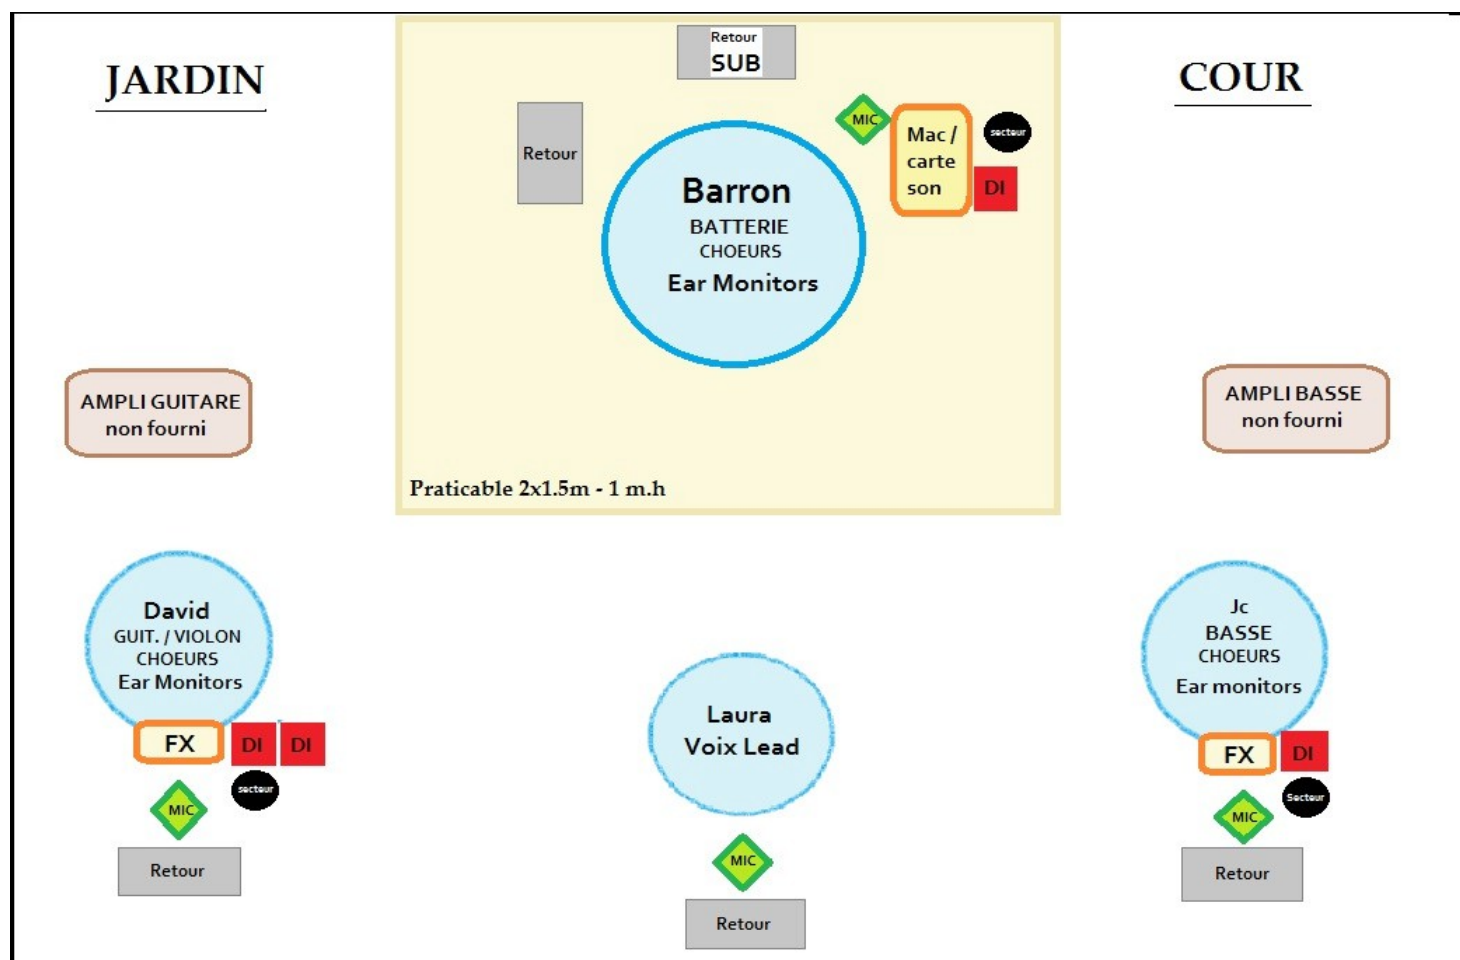 JARDIN
COUR
Retour
SUB
Retour
MIC
Mac /
carte
son
secteur
DI
Barron
BATTERIE
CHOEURS
Ear Monitors
AMPLI GUITARE
non fourni
AMPLI BASSE
non fourni
Praticable 2x1.5m - 1 m.h
David
GUIT. / VIOLON
CHOEURS
Ear Monitors
FX
DI
DI
secteur
MIC
Retour
Laura
Voix Lead
MIC
Retour
Jc
BASSE
CHOEURS
Ear monitors
FX
DI
Secteur
MIC
Retour